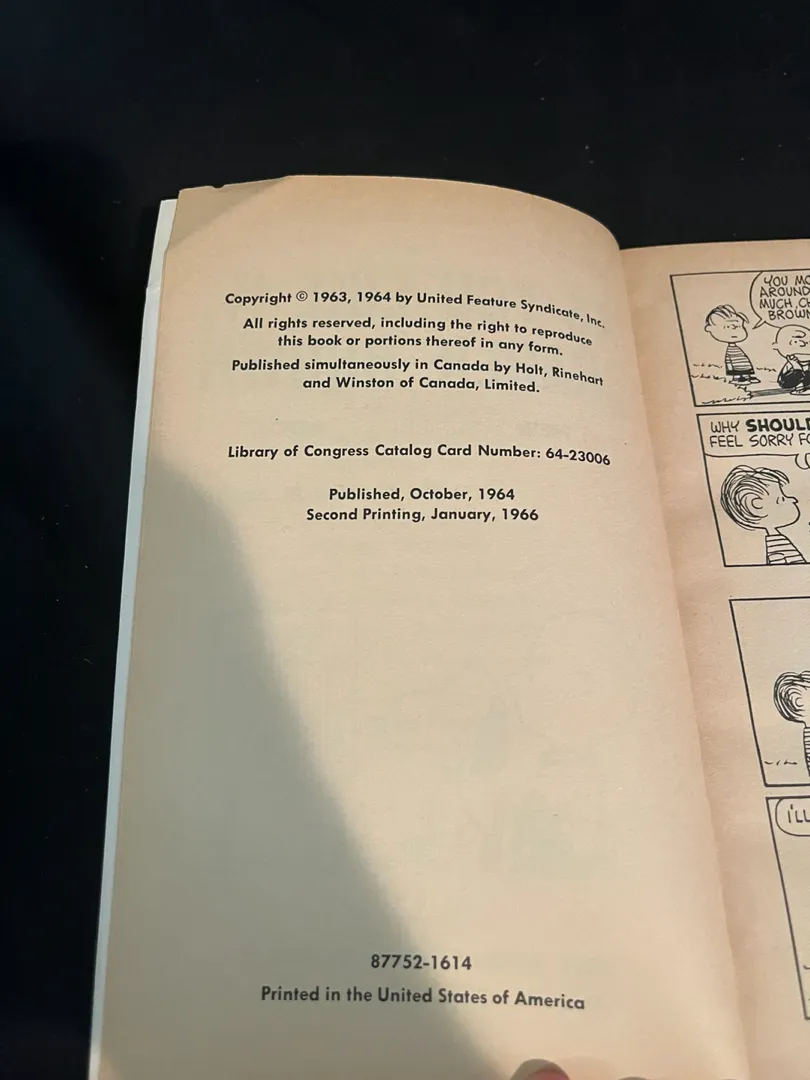 Copyright © 1963, 1964 by United Feature Syndicate, Inc.
All rights reserved, including the right to reproduce
this book or portions thereof in any form.
Published simultaneously in Canada by Holt, Rinehart
and Winston of Canada, Limited.
Library of Congress Catalog Card Number: 64-23006
Published, October, 1964
Second Printing, January, 1966
87752-1614
Printed in the United States of America
YOU
AROUND
MUCH,
BROWN
WHY
FEEL SORRY